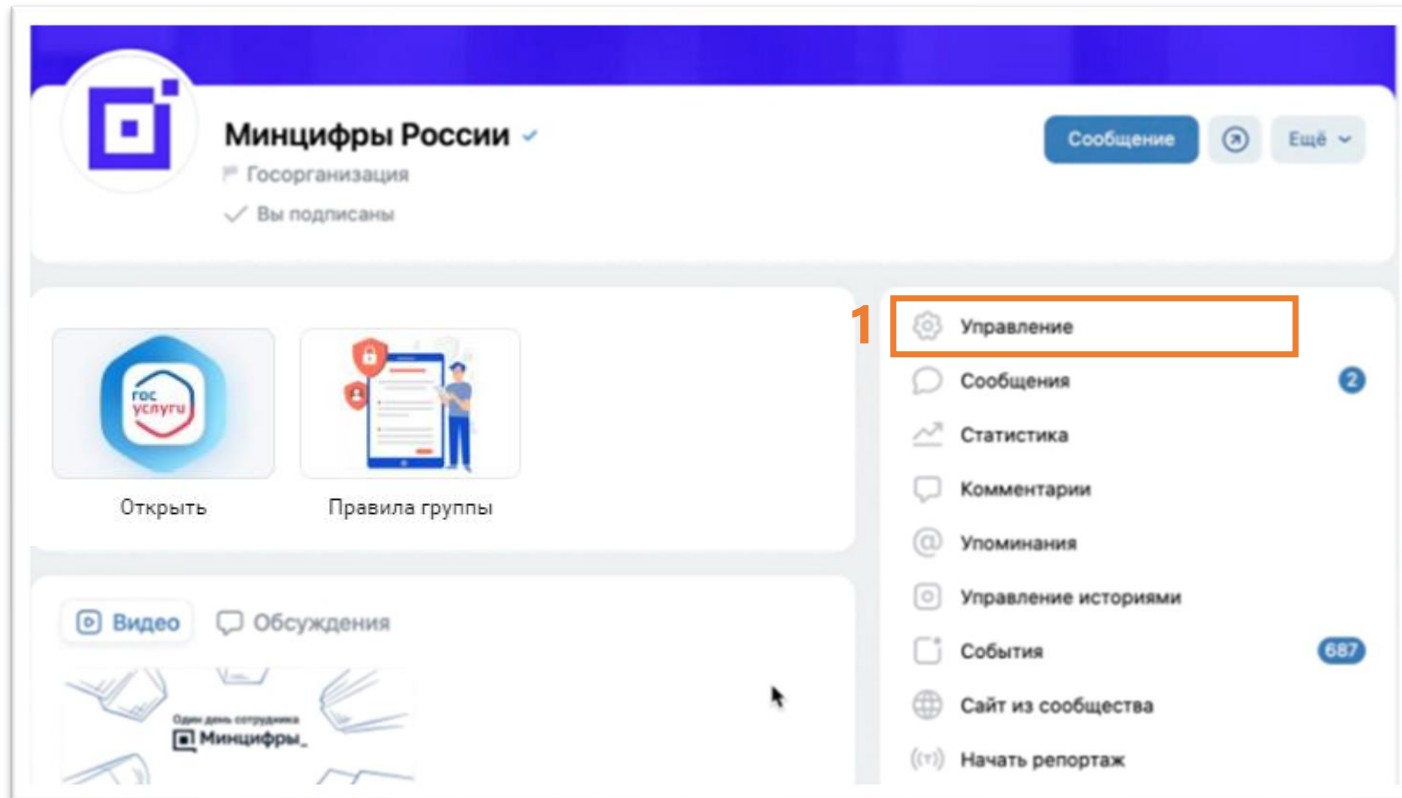 Минцифры России
Госорганизация
Вы подписаны
Сообщение
Ещё
гос
услуги
Открыть
Правила группы
Видео
Обсуждения
Один день сотрудника
Минцифры_
1
Управление
Сообщения
2
Статистика
Комментарии
Упоминания
Управление историями
События
687
Сайт из сообщества
Начать репортаж